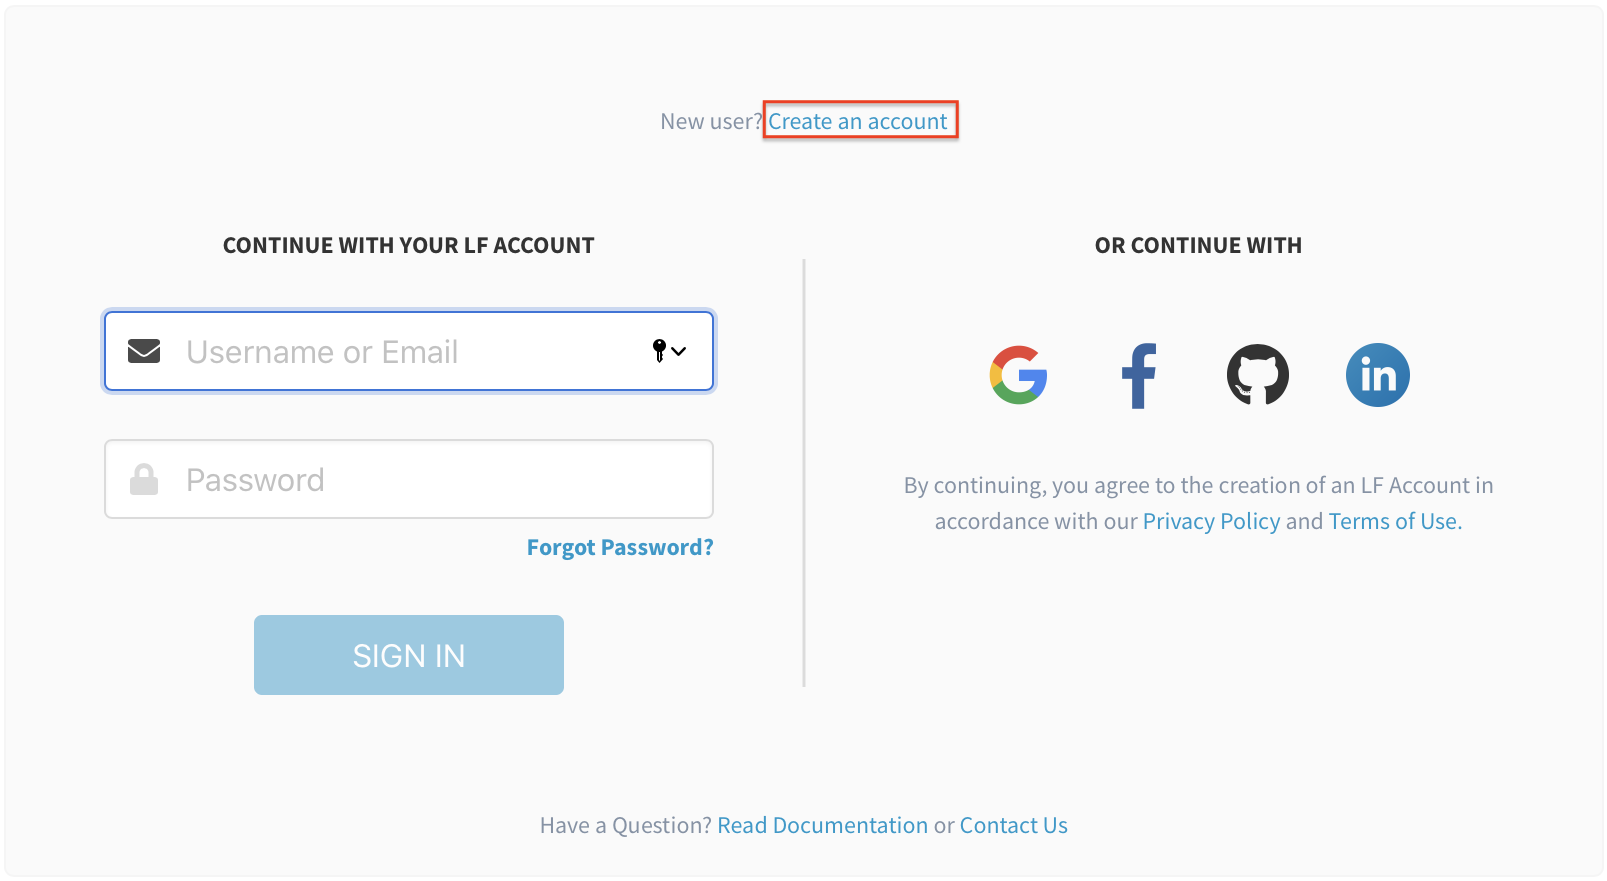 New user? Create an account
CONTINUE WITH YOUR LF ACCOUNT
Username or Email
Password
Forgot Password?
SIGN IN
OR CONTINUE WITH
in
By continuing, you agree to the creation of an LF Account in
accordance with our Privacy Policy and Terms of Use.
Have a Question? Read Documentation or Contact Us